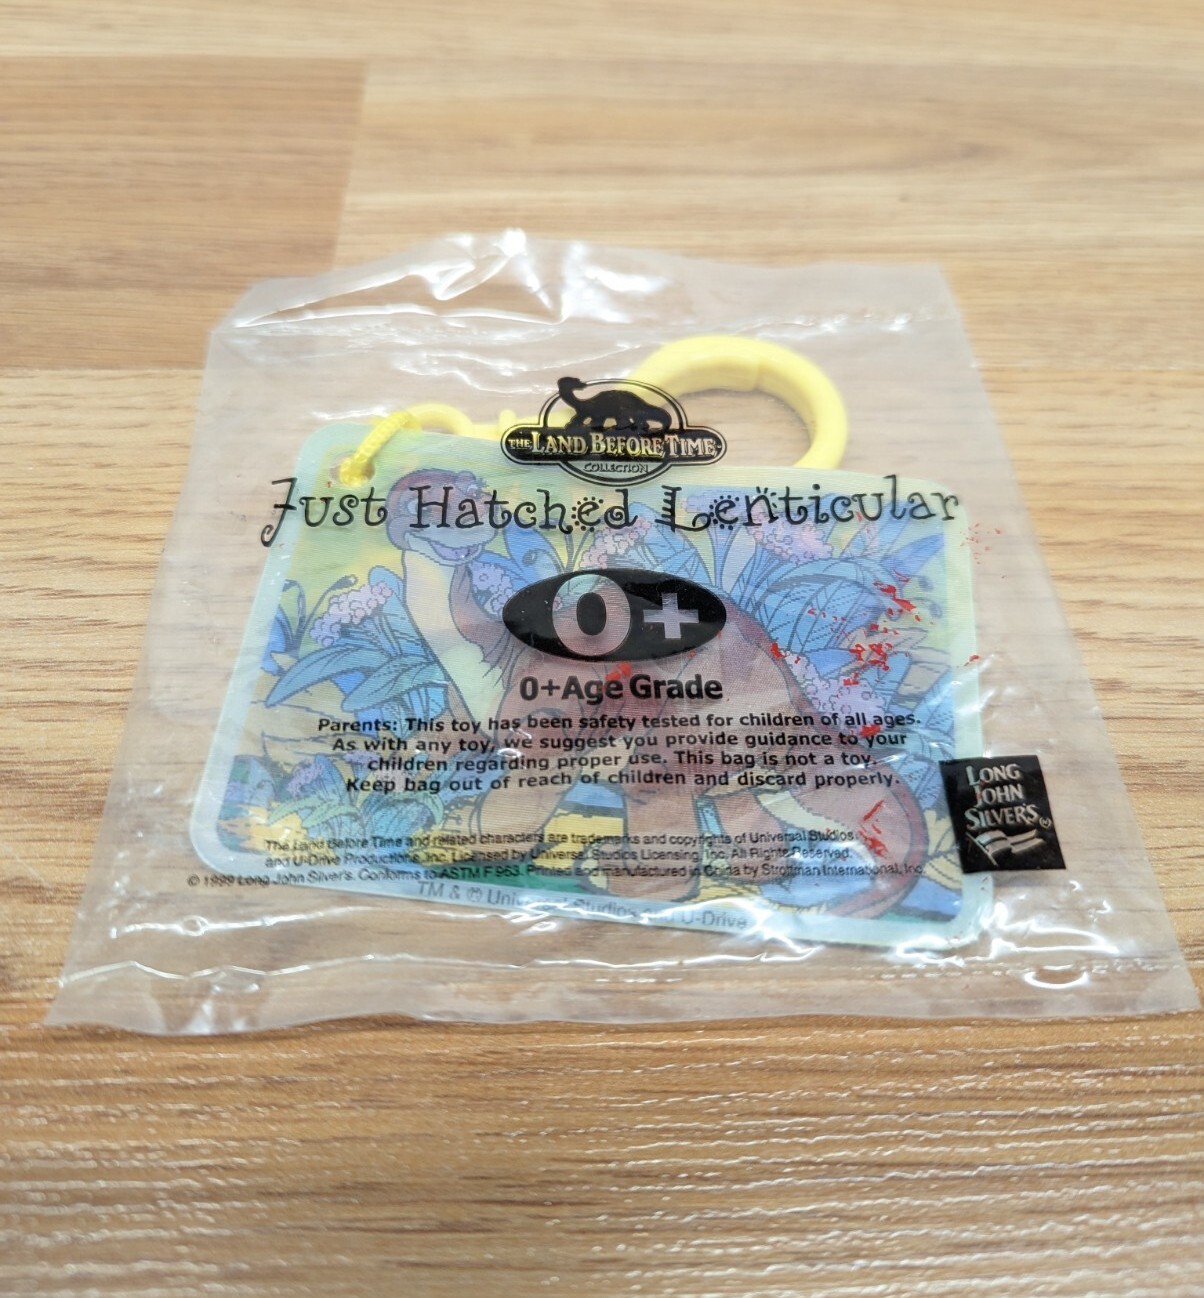 THE LAND BEFORE TIME
COLLECTION
Just Hatched Lenticular
0+
0+Age Grade
Parents: This toy has been safety tested for children of all ages.
As with any toy, we suggest you provide guidance to your
children regarding proper use. This bag is not a toy.
Keep bag out of reach of children and discard properly.
LONG
JOHN
SILVER'S®
The Land Before Time and related characters are trademarks and copyrights of Universal Studios
and U-Drive Productions, Inc. Licensed by Universal Studios Licensing, Inc. All Rights Reserved.
© 1999 Long John Silver's. Conforms to ASTM F 963. Printed and manufactured in China by Strottman International, Inc.
TM & © Universal Studios and U-Drive